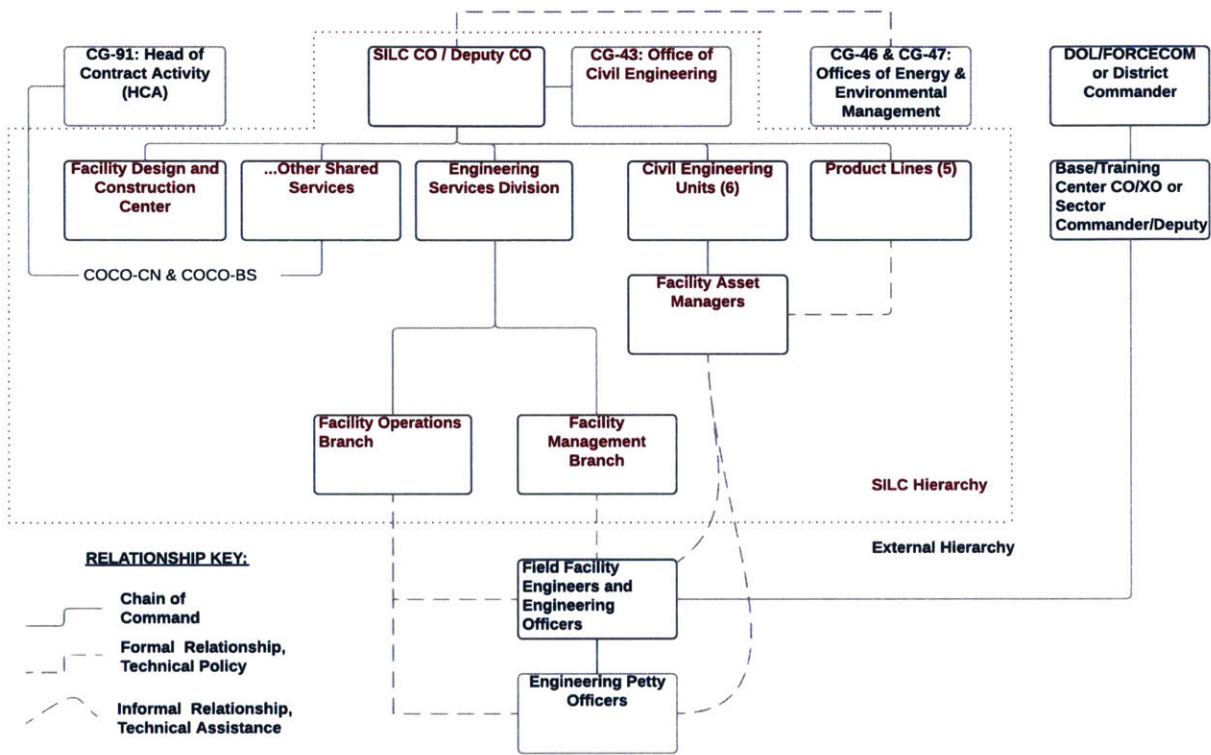 CG-91: Head of
Contract Activity
(HCA)
SILC CO / Deputy CO
CG-43: Office of
Civil Engineering
CG-46 & CG-47:
Offices of Energy &
Environmental
Management
DOL/FORCECOM
or District
Commander
Facility Design and
Construction
Center
...Other Shared
Services
Engineering
Services Division
Civil Engineering
Units (6)
Product Lines (5)
Base/Training
Center CO/XO or
Sector
Commander/Deputy
COCO-CN & COCO-BS
Facility Asset
Managers
Facility Operations
Branch
Facility
Management
Branch
SILC Hierarchy
External Hierarchy
RELATIONSHIP KEY:
Chain of
Command
Formal Relationship,
Technical Policy
Informal Relationship,
Technical Assistance
Field Facility
Engineers and
Engineering
Officers
Engineering Petty
Officers